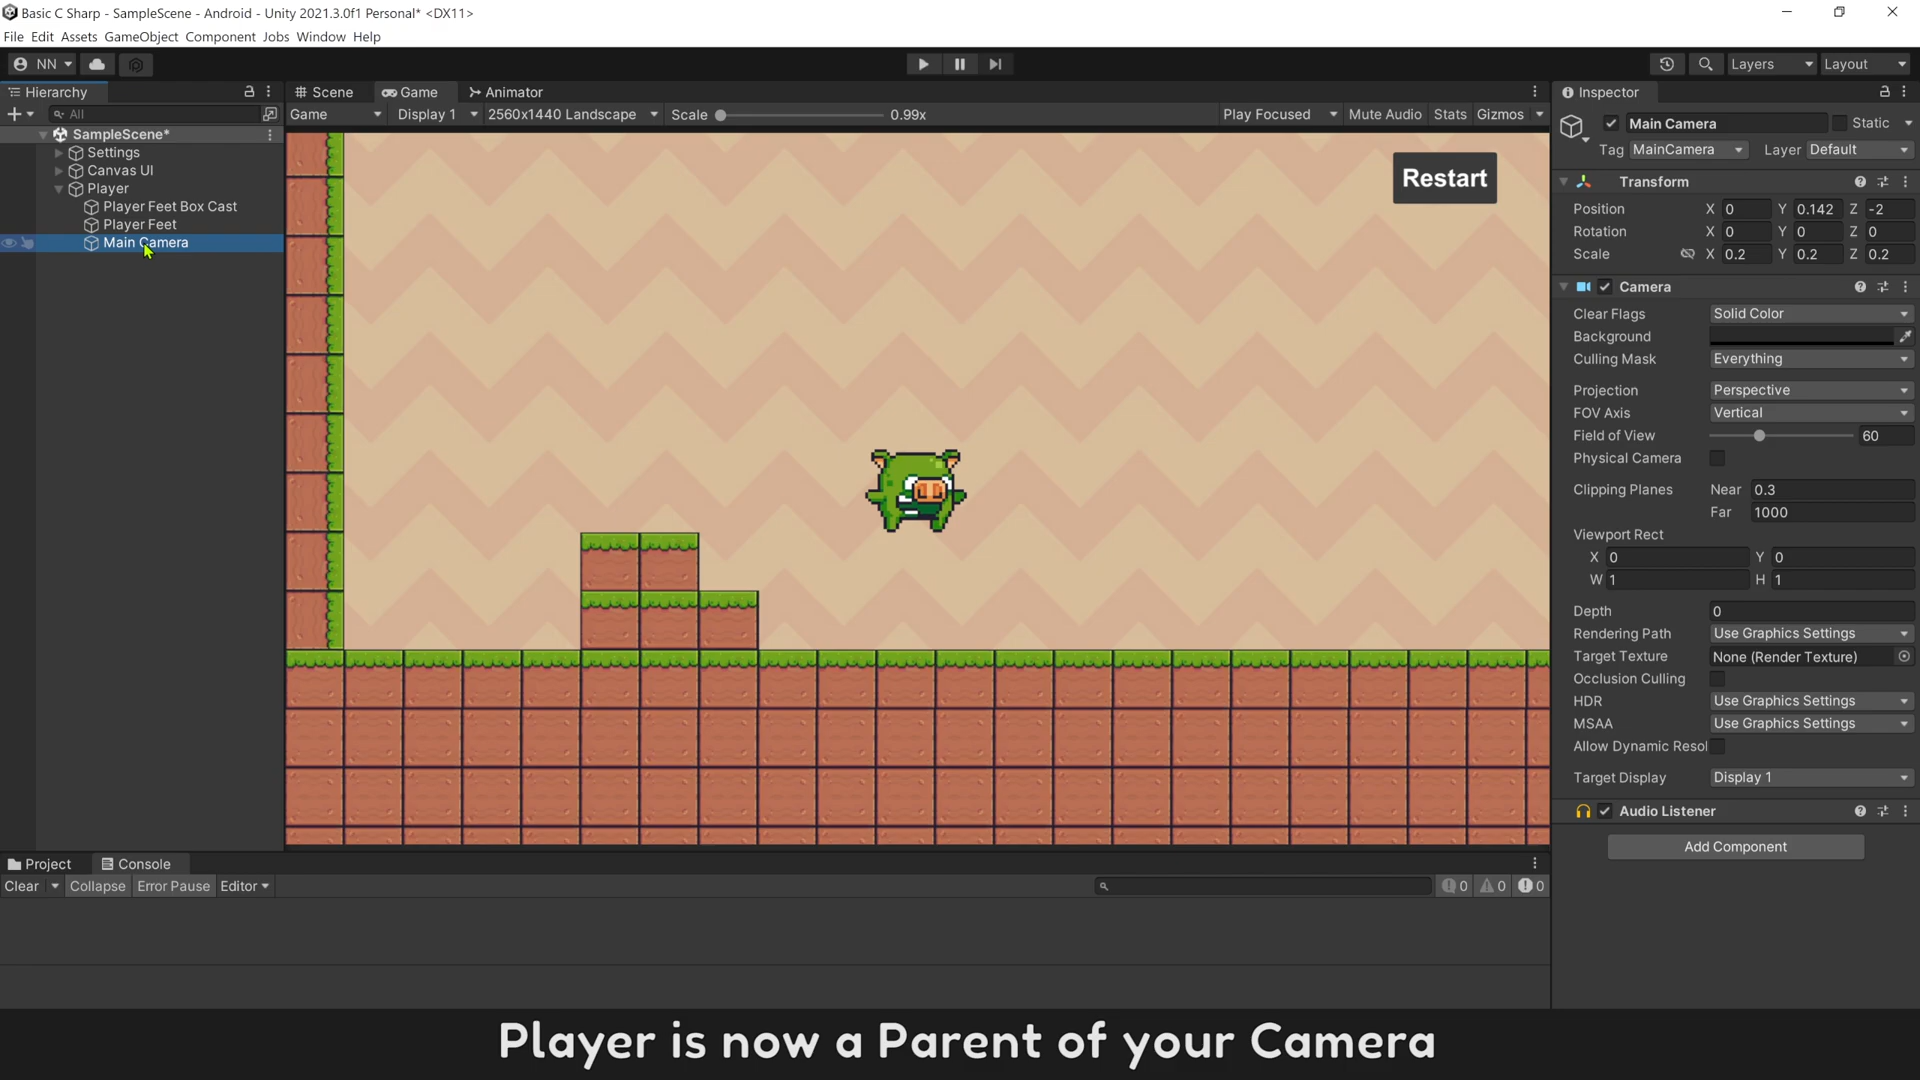 Basic C Sharp - SampleScene - Android - Unity 2021.3.0f1 Personal* <DX11>
File Edit Assets GameObject Component Jobs Window Help
NN
Layers
Layout
Hierarchy
All
SampleScene*
Settings
Canvas UI
Player
Player Feet Box Cast
Player Feet
Main Camera
Scene
Game
Animator
Game
Display 1
2560x1440 Landscape
Scale
0.99x
Play Focused
Mute Audio
Stats
Gizmos
Restart
Inspector
Main Camera
Static
Tag MainCamera
Layer Default
Transform
Position X 0 Y 0.142 Z -2
Rotation X 0 Y 0 Z 0
Scale X 0.2 Y 0.2 Z 0.2
Camera
Clear Flags Solid Color
Background
Culling Mask Everything
Projection Perspective
FOV Axis Vertical
Field of View 60
Physical Camera
Clipping Planes Near 0.3
Far 1000
Viewport Rect
X 0 Y 0
W 1 H 1
Depth 0
Rendering Path Use Graphics Settings
Target Texture None (Render Texture)
Occlusion Culling
HDR Use Graphics Settings
MSAA Use Graphics Settings
Allow Dynamic Resol
Target Display Display 1
Audio Listener
Add Component
Project
Console
Clear
Collapse
Error Pause
Editor
0 0 0
Player is now a Parent of your Camera